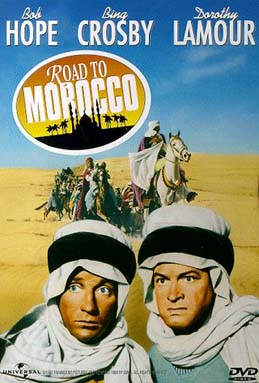 Bob Bing Dorothy
HOPE CROSBY LAMOUR
ROAD TO
MOROCCO
UNIVERSAL
DVD
VIDEO